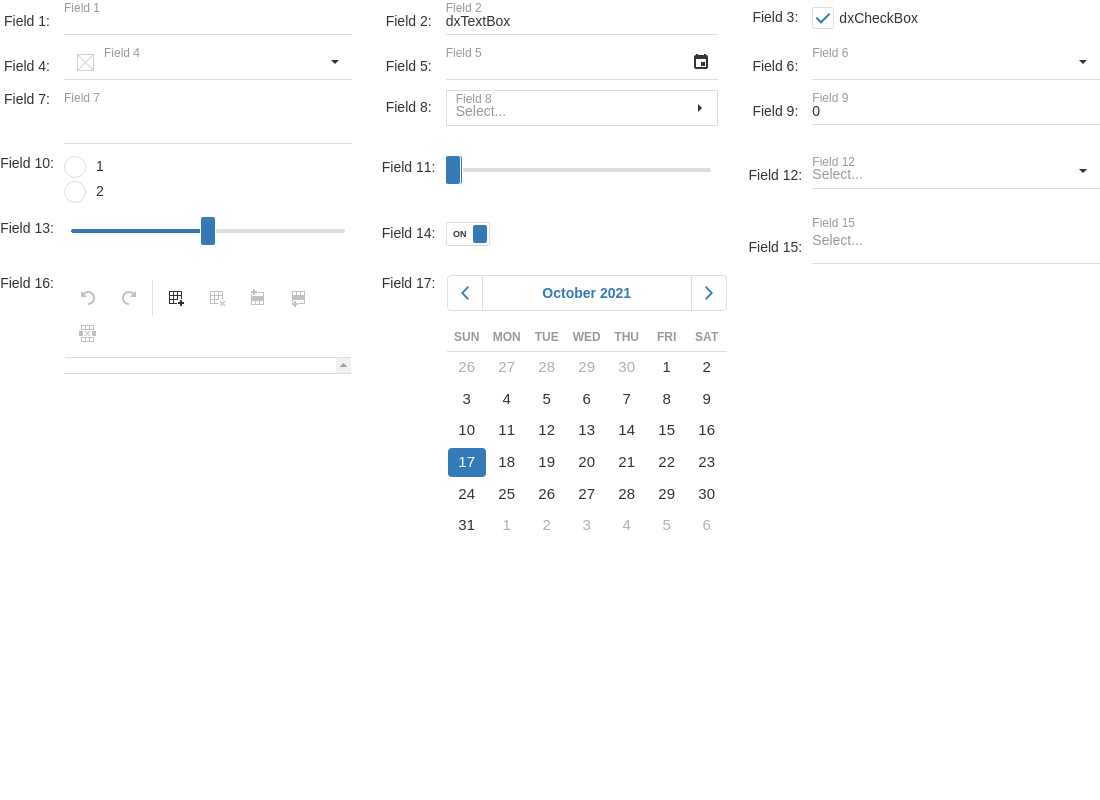 Field 1: Field 1
Field 2: Field 2
dxTextBox
Field 3: dxCheckBox
Field 4: Field 4
Field 5: Field 5
Field 6: Field 6
Field 7: Field 7
Field 8: Field 8
Select...
Field 9: Field 9
0
Field 10: 1
2
Field 11:
Field 12: Field 12
Select...
Field 13:
Field 14: ON
Field 15: Field 15
Select...
Field 16:
Field 17: October 2021
SUN MON TUE WED THU FRI SAT
26 27 28 29 30 1 2
3 4 5 6 7 8 9
10 11 12 13 14 15 16
17 18 19 20 21 22 23
24 25 26 27 28 29 30
31 1 2 3 4 5 6